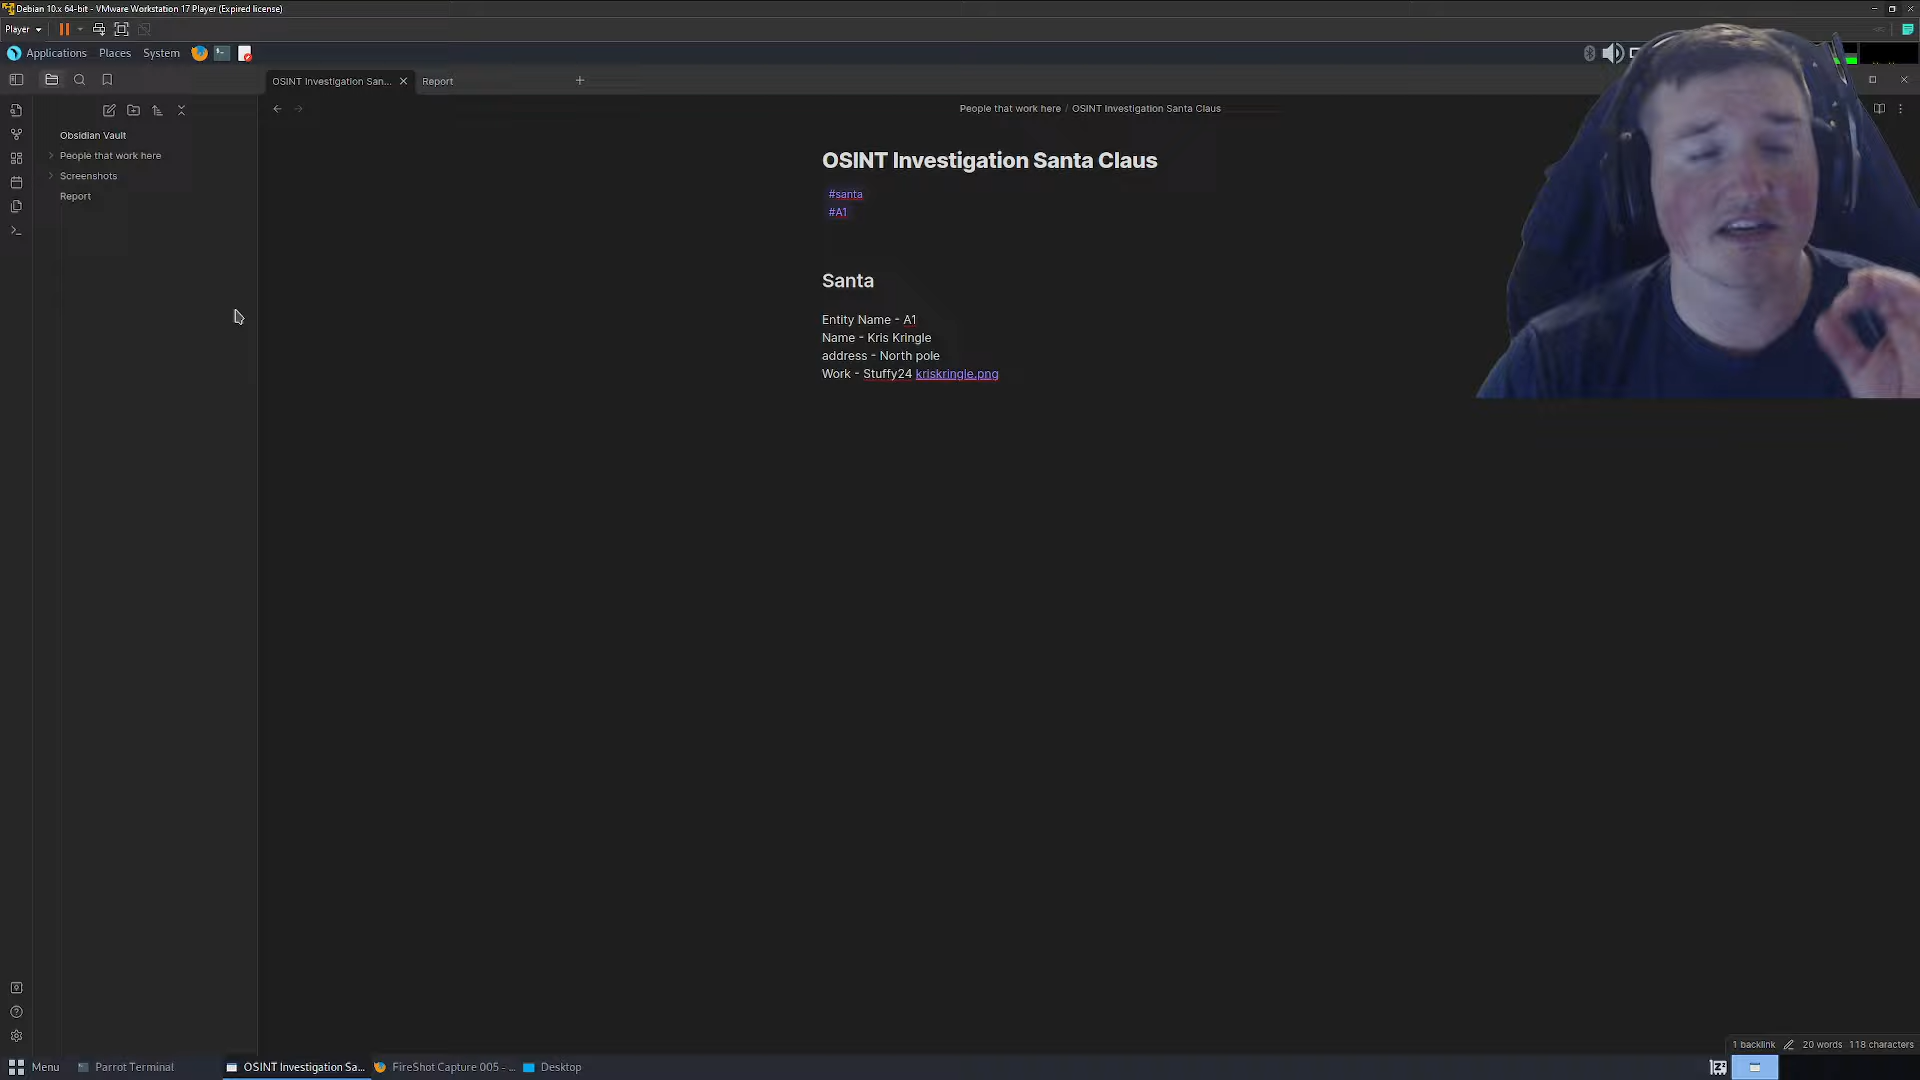 Debian 10.x 64-bit - VMware Workstation 17 Player (Expired license)
Player
Applications Places System
OSINT Investigation San... Report
People that work here / OSINT Investigation Santa Claus
Obsidian Vault
People that work here
Screenshots
Report
OSINT Investigation Santa Claus
#santa
#A1
Santa
Entity Name - A1
Name - Kris Kringle
address - North pole
Work - Stuffy24 kriskringle.png
1 backlink 20 words 118 characters
Menu Parrot Terminal OSINT Investigation Sa... FireShot Capture 005 - ... Desktop